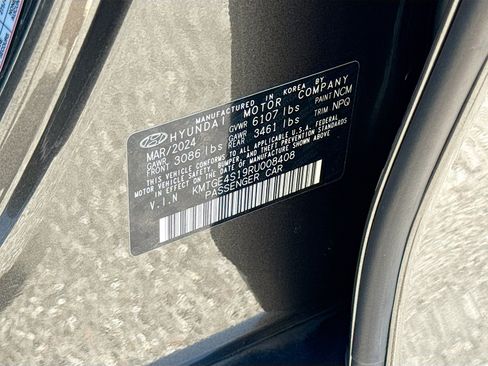 MANUFACTURED IN KOREA BY
HYUNDAI MOTOR COMPANY
MAR/2024 GVWR 6107 lbs PAINT NCM
GAWR FRONT 3086 lbs GAWR REAR 3461 lbs TRIM NPQ
THIS VEHICLE CONFORMS TO ALL APPLICABLE U.S.A. FEDERAL
MOTOR VEHICLE SAFETY, BUMPER, AND THEFT PREVENTION
STANDARDS IN EFFECT ON THE DATE OF MANUFACTURE SHOWN ABOVE.
V.I.N KMTGE4S19RU008408
PASSENGER CAR